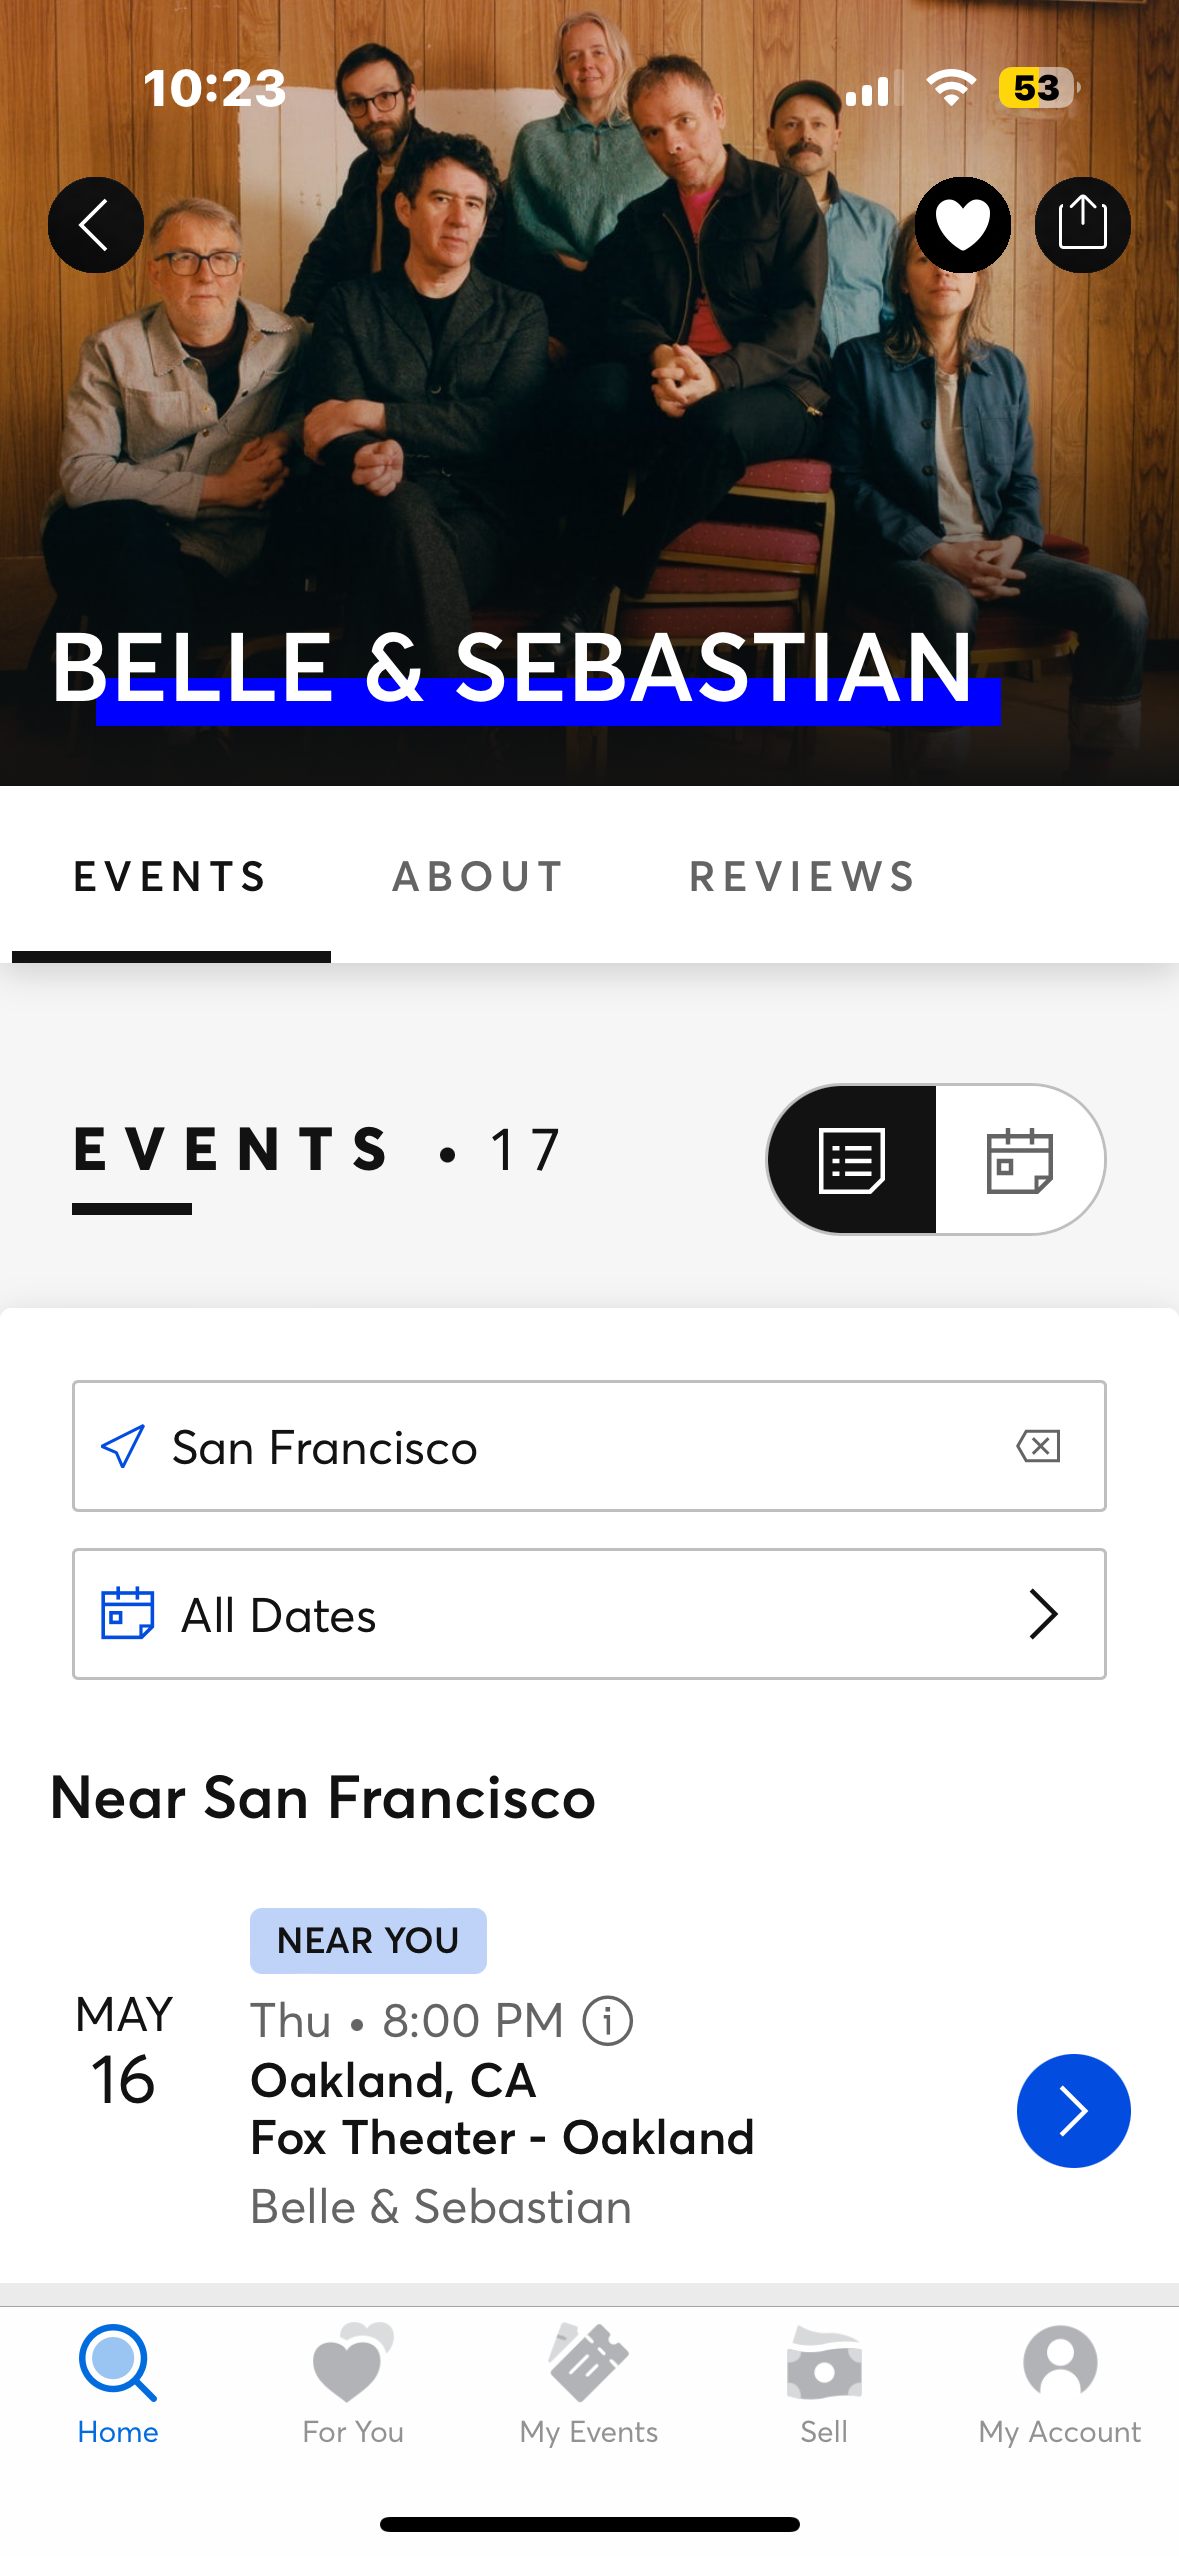 10:23
53
BELLE & SEBASTIAN
EVENTS ABOUT REVIEWS
EVENTS • 17
San Francisco
All Dates
Near San Francisco
NEAR YOU
MAY
16
Thu • 8:00 PM
Oakland, CA
Fox Theater - Oakland
Belle & Sebastian
Home For You My Events Sell My Account